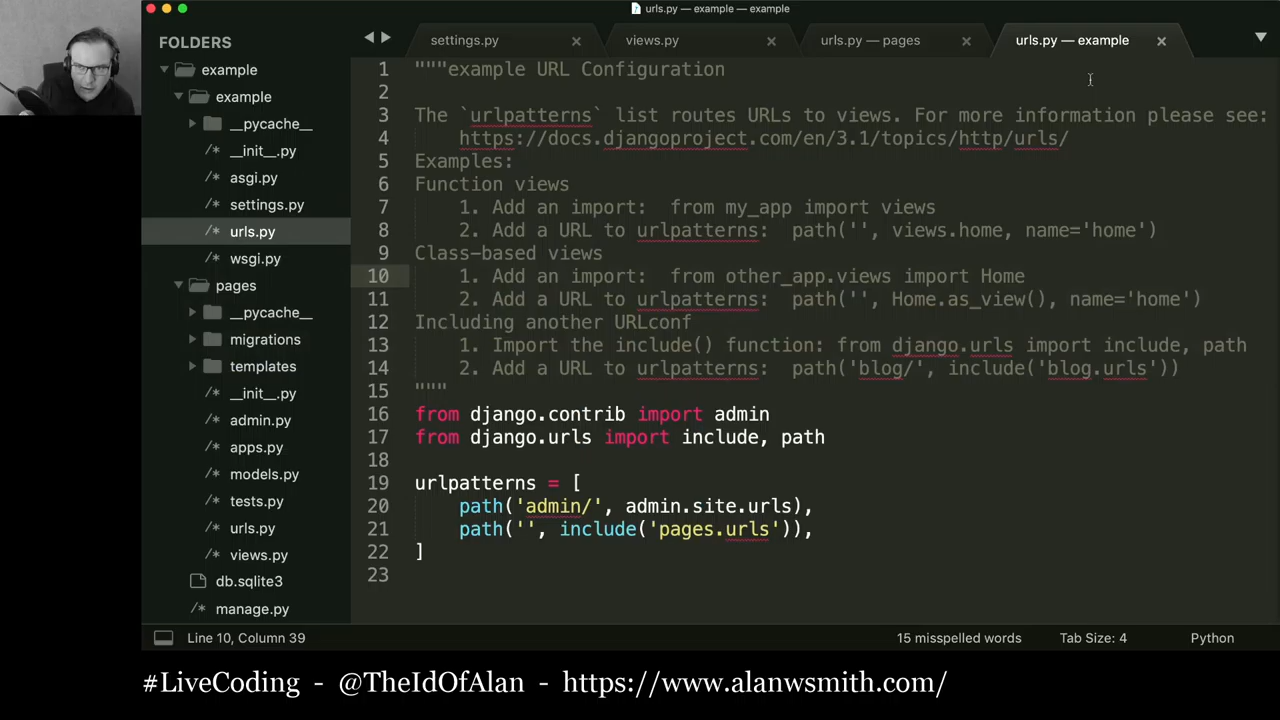 urls.py — example — example
FOLDERS
example
example
__pycache__
__init__.py
asgi.py
settings.py
urls.py
wsgi.py
pages
__pycache__
migrations
templates
__init__.py
admin.py
apps.py
models.py
tests.py
urls.py
views.py
db.sqlite3
manage.py
settings.py
views.py
urls.py — pages
urls.py — example
1 """example URL Configuration
2
3 The `urlpatterns` list routes URLs to views. For more information please see:
4     https://docs.djangoproject.com/en/3.1/topics/http/urls/
5 Examples:
6 Function views
7     1. Add an import:  from my_app import views
8     2. Add a URL to urlpatterns:  path('', views.home, name='home')
9 Class-based views
10     1. Add an import:  from other_app.views import Home
11     2. Add a URL to urlpatterns:  path('', Home.as_view(), name='home')
12 Including another URLconf
13     1. Import the include() function: from django.urls import include, path
14     2. Add a URL to urlpatterns:  path('blog/', include('blog.urls'))
15 """
16 from django.contrib import admin
17 from django.urls import include, path
18
19 urlpatterns = [
20     path('admin/', admin.site.urls),
21     path('', include('pages.urls')),
22 ]
23
Line 10, Column 39
15 misspelled words
Tab Size: 4
Python
#LiveCoding - @TheIdOfAlan - https://www.alanwsmith.com/